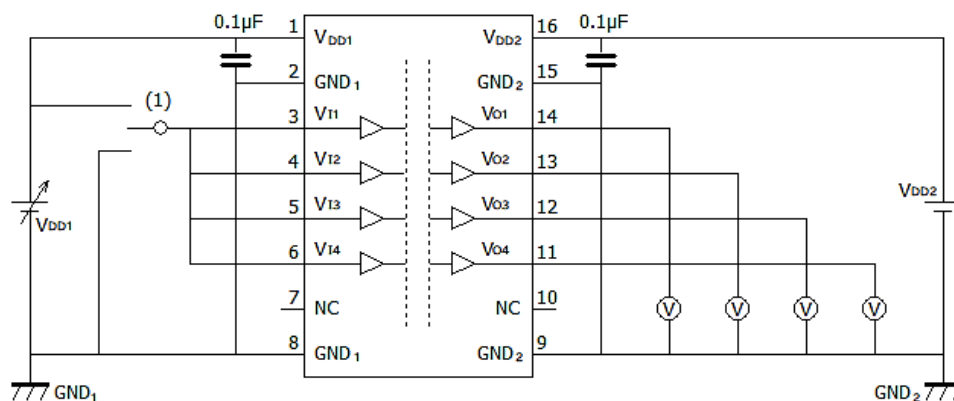 0.1µF 1 VDD1 VDD2 16 0.1µF
2 GND1 GND2 15
(1) 3 VI1 VO1 14
4 VI2 VO2 13
VDD1 5 VI3 VO3 12 VDD2
6 VI4 VO4 11
7 NC 10 V V V V
8 GND1 GND2 9
GND1 GND2